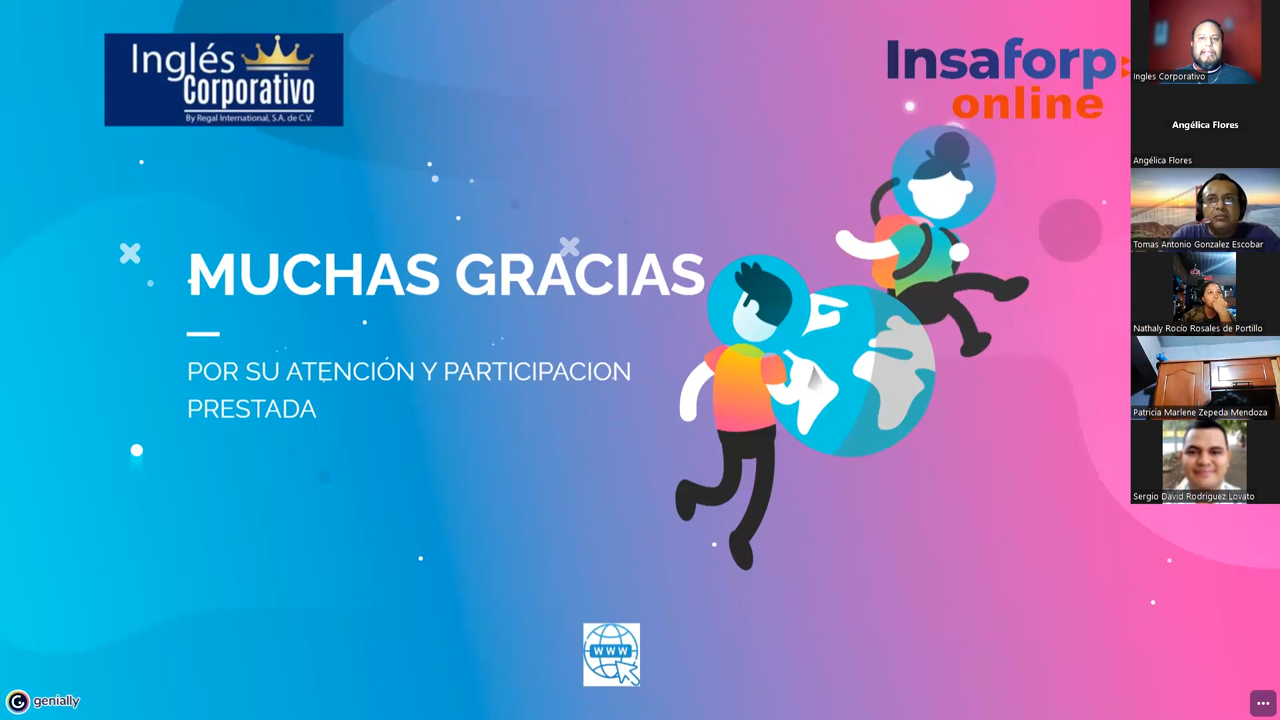 Inglés
Corporativo
By Regal International, S.A. de C.V.
Insaforp
online
MUCHAS GRACIAS
POR SU ATENCIÓN Y PARTICIPACION
PRESTADA
WWW
genially
Ingles Corporativo
Angélica Flores
Angélica Flores
Tomas Antonio Gonzalez Escobar
Nathaly Rocío Rosales de Portillo
Patricia Marlene Zepeda Mendoza
Sergio David Rodriguez Lovato